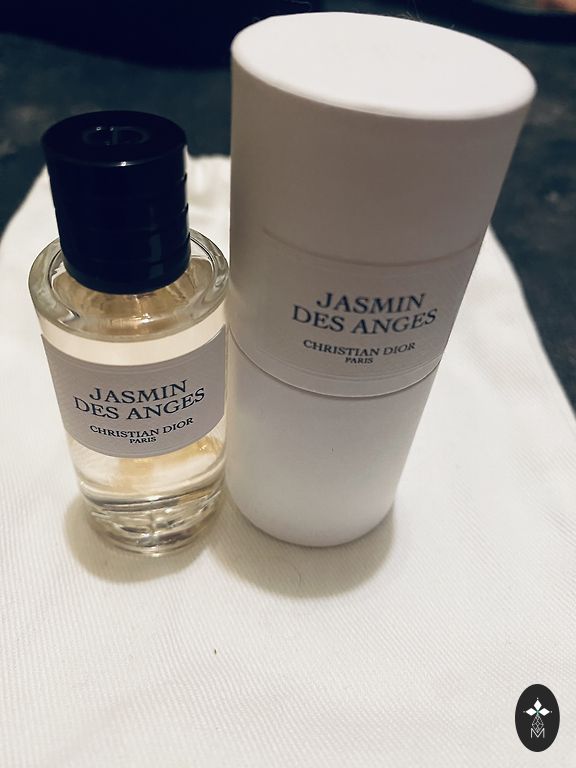 JASMIN
DES ANGES
CHRISTIAN DIOR
PARIS
JASMIN
DES ANGES
CHRISTIAN DIOR
PARIS
M